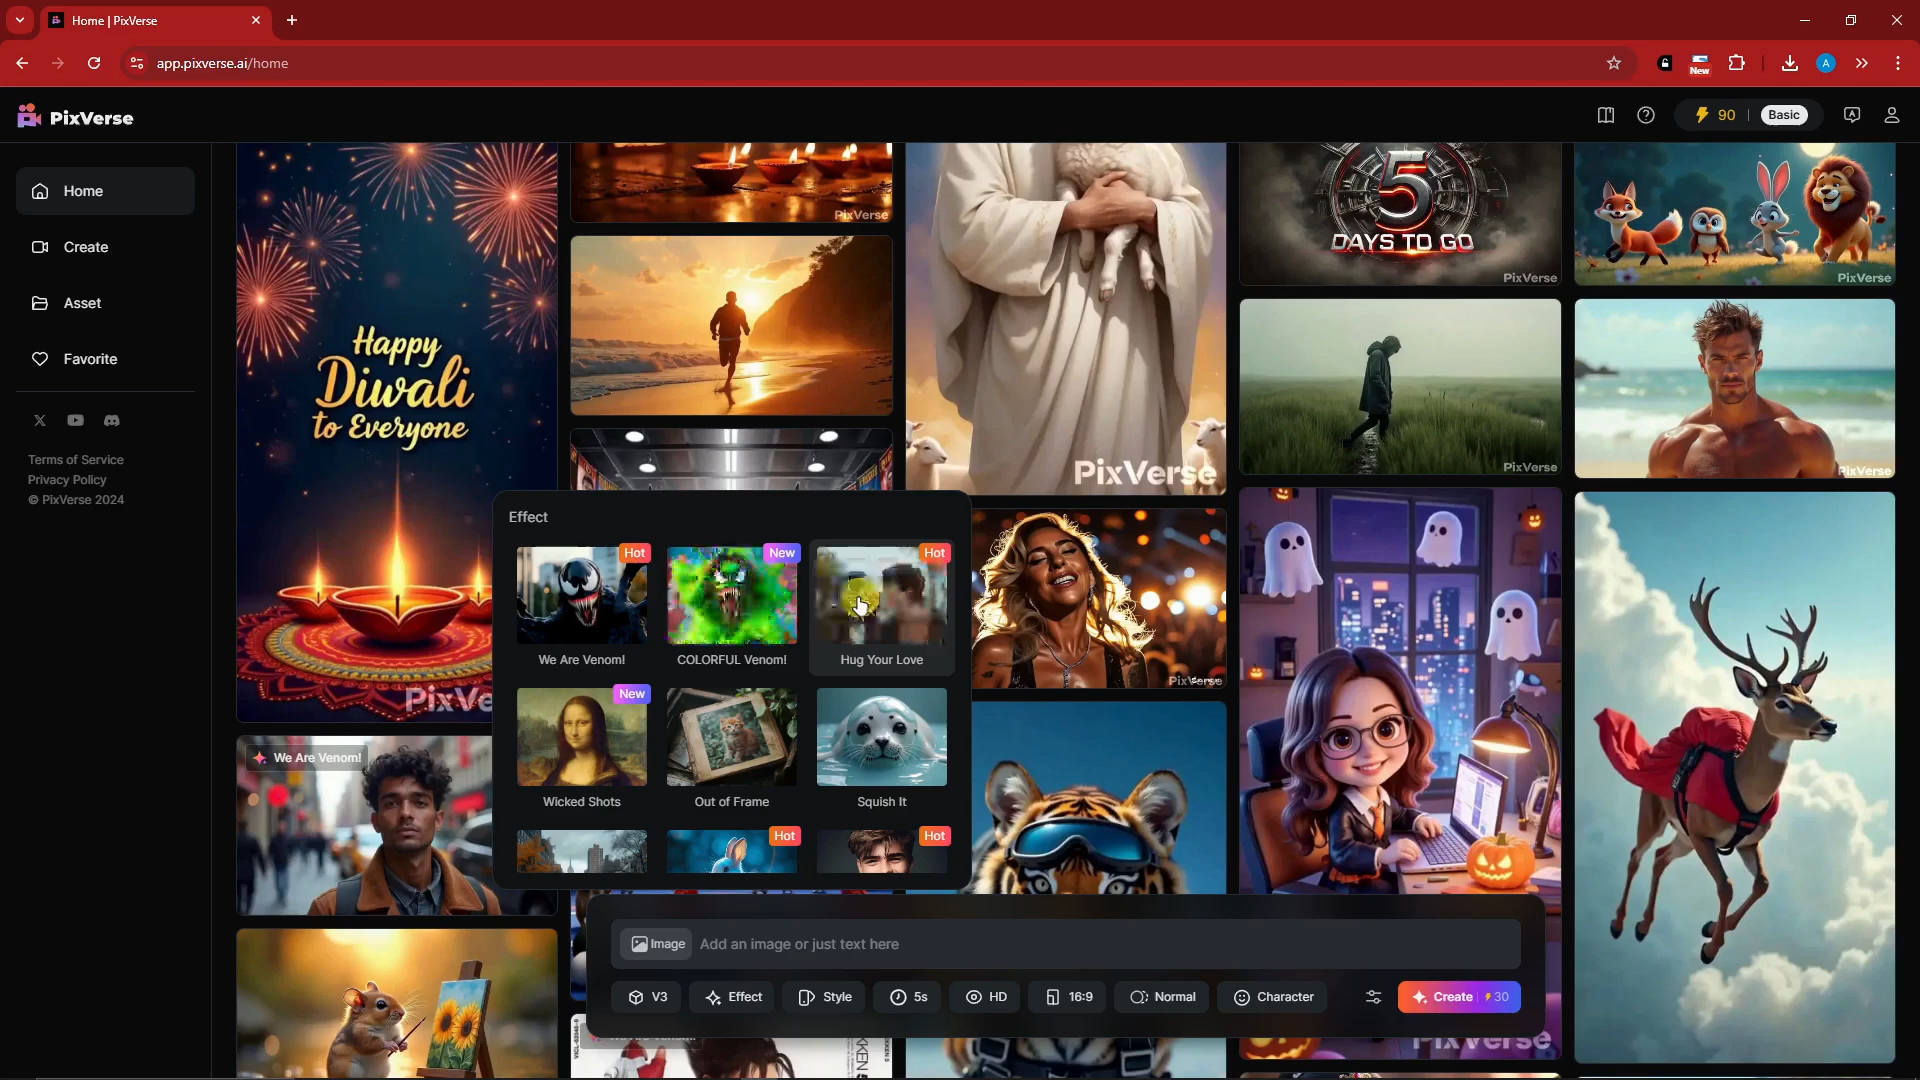 Home | PixVerse
app.pixverse.ai/home
New
A
PixVerse
90
Basic
Home
Create
Asset
Favorite
Terms of Service
Privacy Policy
© PixVerse 2024
Happy
Diwali
to Everyone
PixVe
We Are Venom!
PixVerse
PixVerse
5
DAYS TO GO
PixVerse
PixVerse
PixVerse
PixVerse
PixVerse
Effect
Hot
New
Hot
We Are Venom!
COLORFUL Venom!
Hug Your Love
New
Wicked Shots
Out of Frame
Squish It
Hot
Hot
Image
Add an image or just text here
V3
Effect
Style
5s
HD
16:9
Normal
Character
Create
30
PixVerse